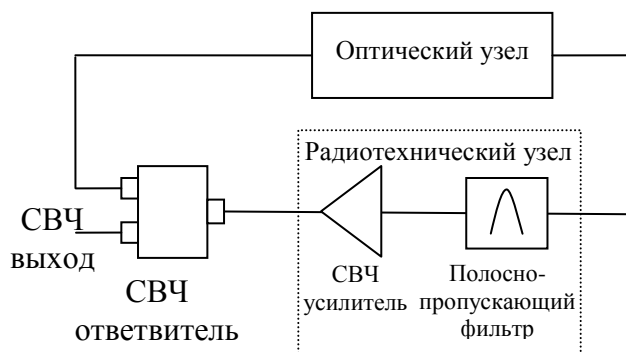 Оптический узел
Радиотехнический узел
СВЧ
выход
СВЧ
ответвитель
СВЧ
усилитель
Полосно-
пропускающий
фильтр